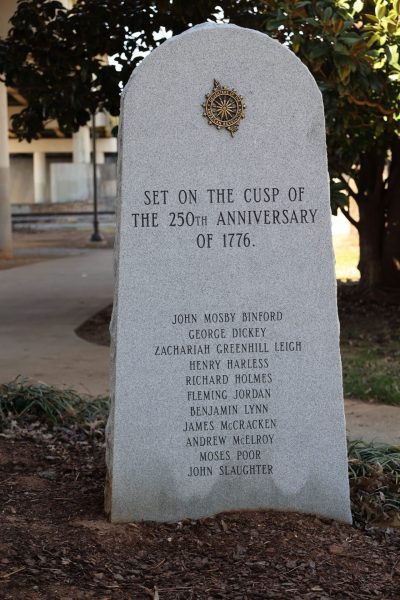 SET ON THE CUSP OF
THE 250TH ANNIVERSARY
OF 1776.
JOHN MOSBY BINFORD
GEORGE DICKEY
ZACHARIAH GREENHILL LEIGH
HENRY HARLESS
RICHARD HOLMES
FLEMING JORDAN
BENJAMIN LYNN
JAMES McCRACKEN
ANDREW McELROY
MOSES POOR
JOHN SLAUGHTER